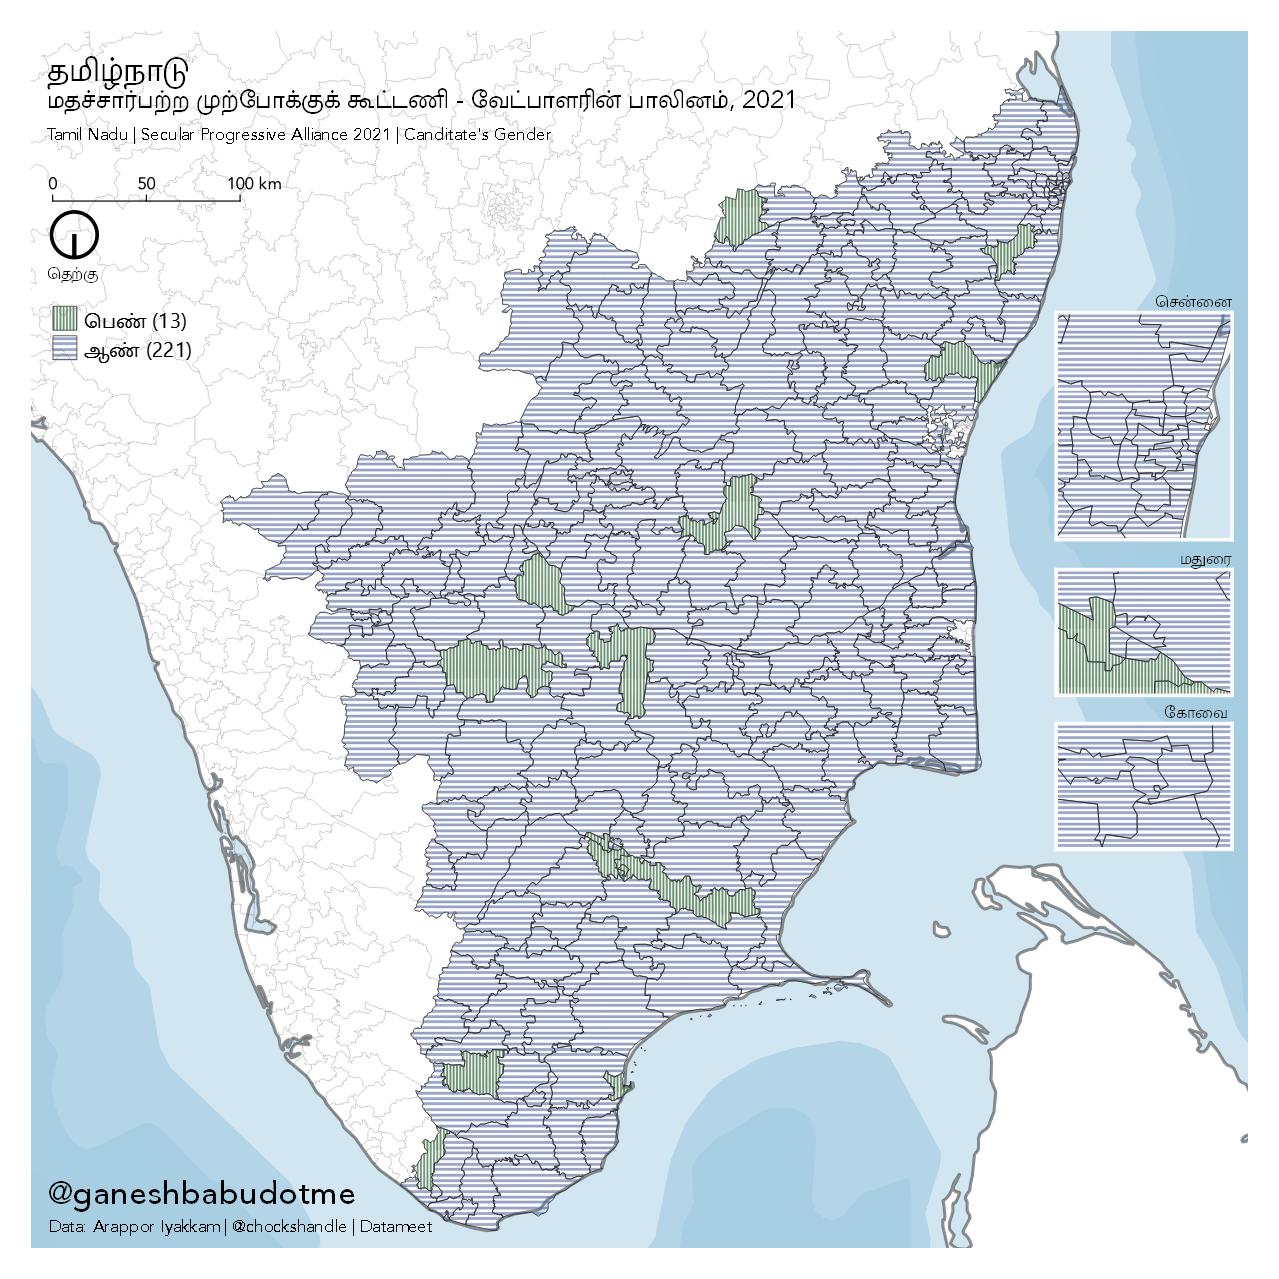 தமிழ்நாடு
மதச்சார்பற்ற முற்போக்குக் கூட்டணி - வேட்பாளரின் பாலினம், 2021
Tamil Nadu | Secular Progressive Alliance 2021 | Canditate's Gender
0 50 100 km
தெற்கு
பெண் (13)
ஆண் (221)
சென்னை
மதுரை
கோவை
@ganeshbabudotme
Data: Arappor Iyakkam | @chockshandle | Datameet